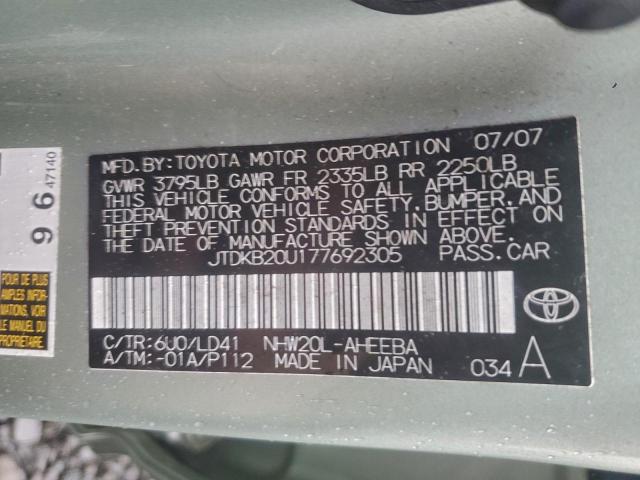 MFD.BY:TOYOTA MOTOR CORPORATION 07/07
GVWR 3795LB GAWR FR 2335LB RR 2250LB
THIS VEHICLE CONFORMS TO ALL APPLICABLE
FEDERAL MOTOR VEHICLE SAFETY,BUMPER,AND
THEFT PREVENTION STANDARDS IN EFFECT ON
THE DATE OF MANUFACTURE SHOWN ABOVE.
JTDKB20U177692305 PASS.CAR
C/TR:6U0/LD41 NHW20L-AHEEBA
A/TM:-01A/P112 MADE IN JAPAN 034 A
TOYOTA
96 47140
POUR DE PLUS
AMPLES INFOR-
MATIONS, VOIR
LE MANUEL DU
PROPRIÉTAIRE.